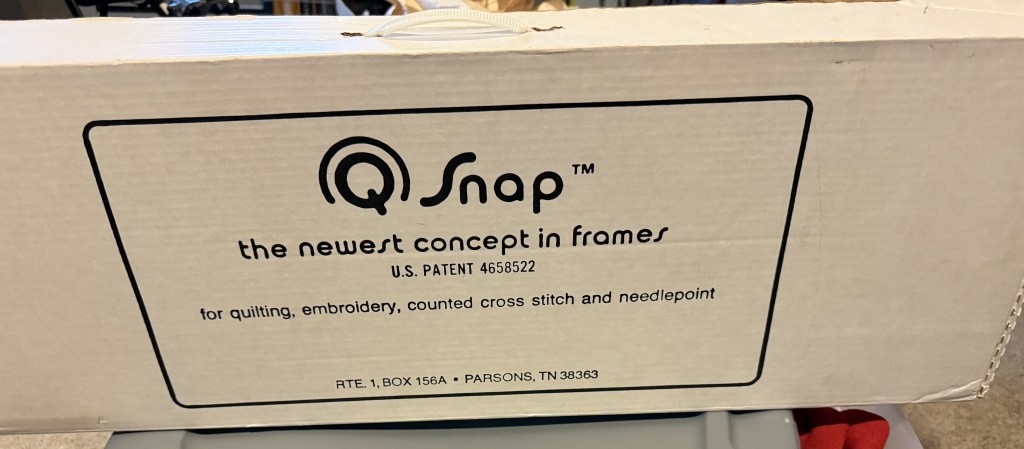 Q Snap™
the newest concept in frames
U.S. PATENT 4658522
for quilting, embroidery, counted cross stitch and needlepoint
RTE. 1, BOX 156A • PARSONS, TN 38363